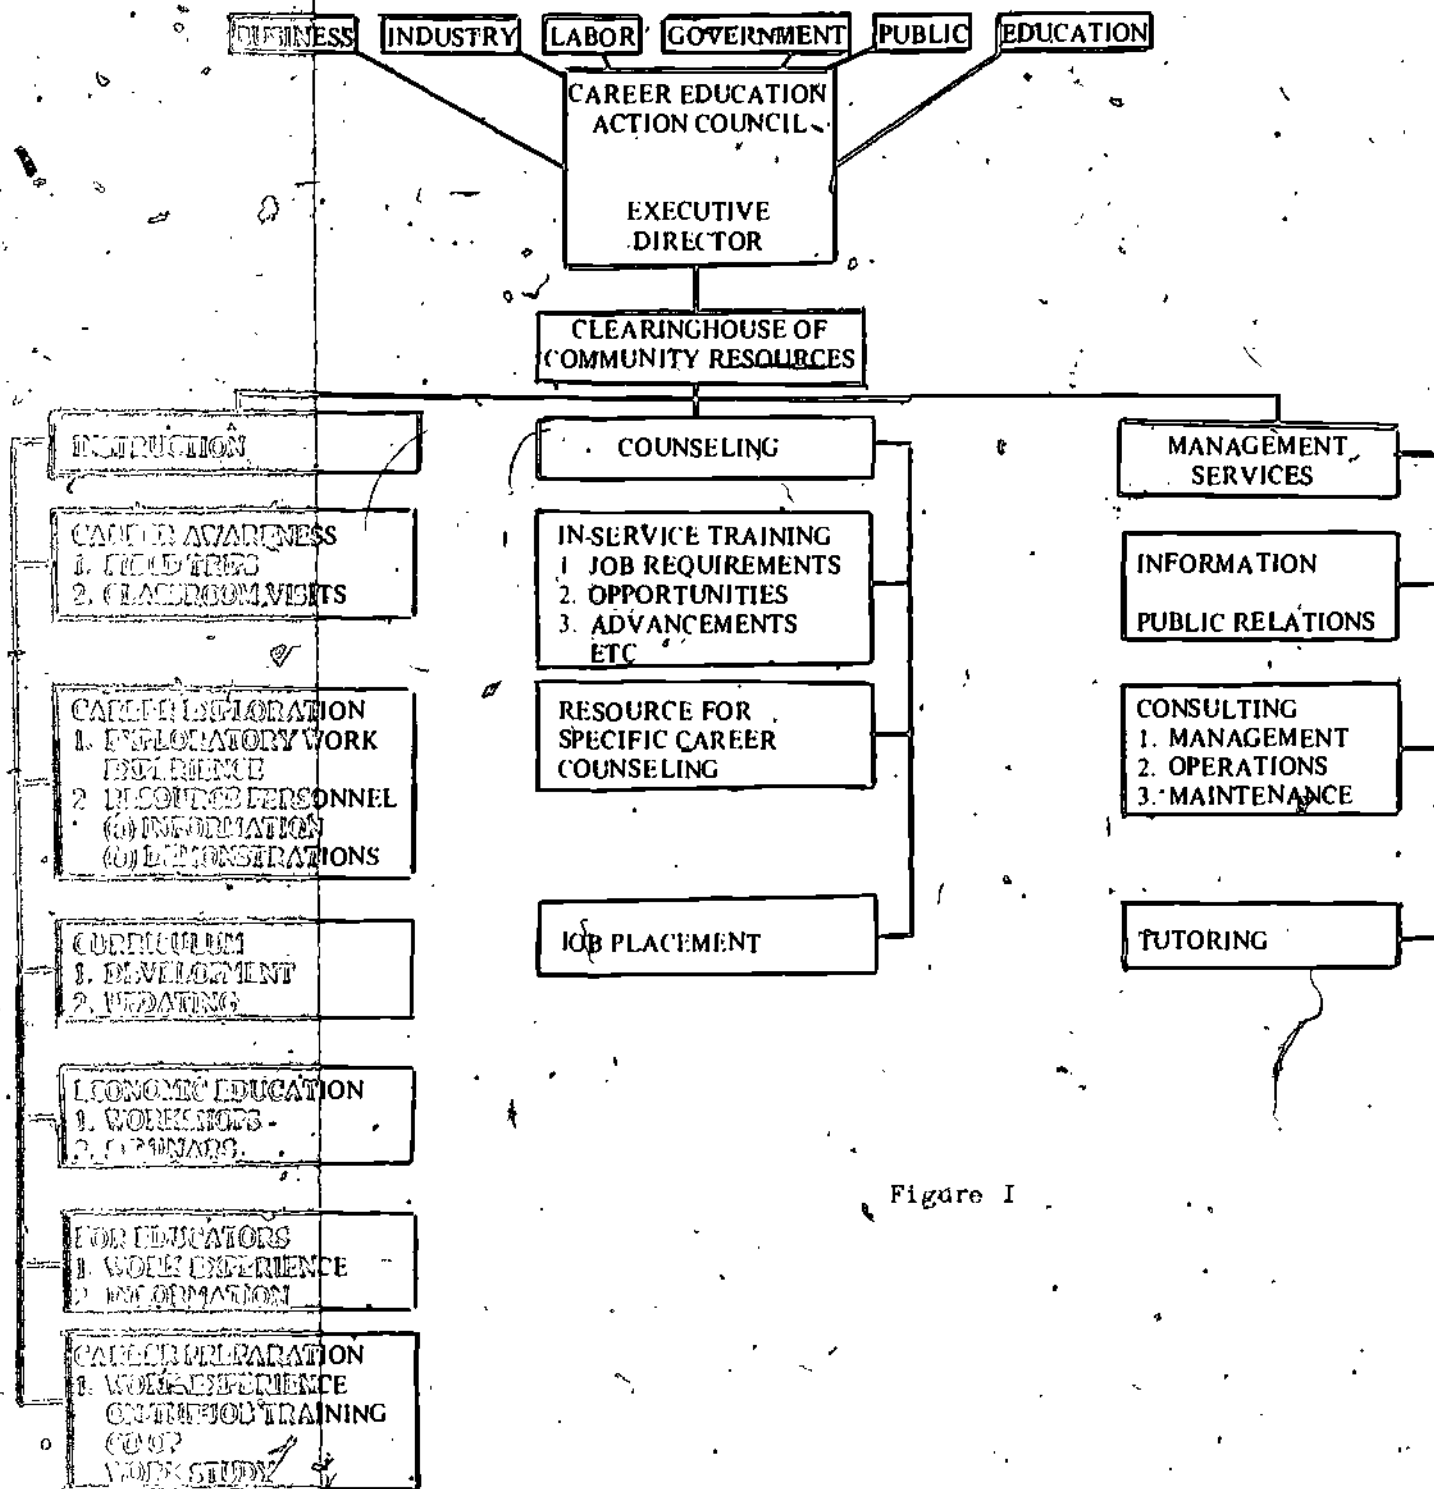 BUSINESS INDUSTRY LABOR GOVERNMENT PUBLIC EDUCATION
CAREER EDUCATION
ACTION COUNCIL
EXECUTIVE
DIRECTOR
CLEARINGHOUSE OF
COMMUNITY RESOURCES
INSTRUCTION
CAREER AWARENESS
1. FIELD TRIPS
2. CLASSROOM VISITS
CAREER EXPLORATION
1. EXPLORATORY WORK
EXPERIENCE
2 RESOURCE PERSONNEL
(a) INFORMATION
(b) DEMONSTRATIONS
CURRICULUM
1. DEVELOPMENT
2. UPDATING
ECONOMIC EDUCATION
1. WORKSHOPS
2. SEMINARS
FOR EDUCATORS
1. WORK EXPERIENCE
2. INFORMATION
CAREER PREPARATION
1. WORK EXPERIENCE
ON-THE-JOB TRAINING
CO-OP
WORK STUDY
COUNSELING
IN-SERVICE TRAINING
1 JOB REQUIREMENTS
2. OPPORTUNITIES
3. ADVANCEMENTS
ETC
RESOURCE FOR
SPECIFIC CAREER
COUNSELING
JOB PLACEMENT
MANAGEMENT
SERVICES
INFORMATION
PUBLIC RELATIONS
CONSULTING
1. MANAGEMENT
2. OPERATIONS
3. MAINTENANCE
TUTORING
Figure I